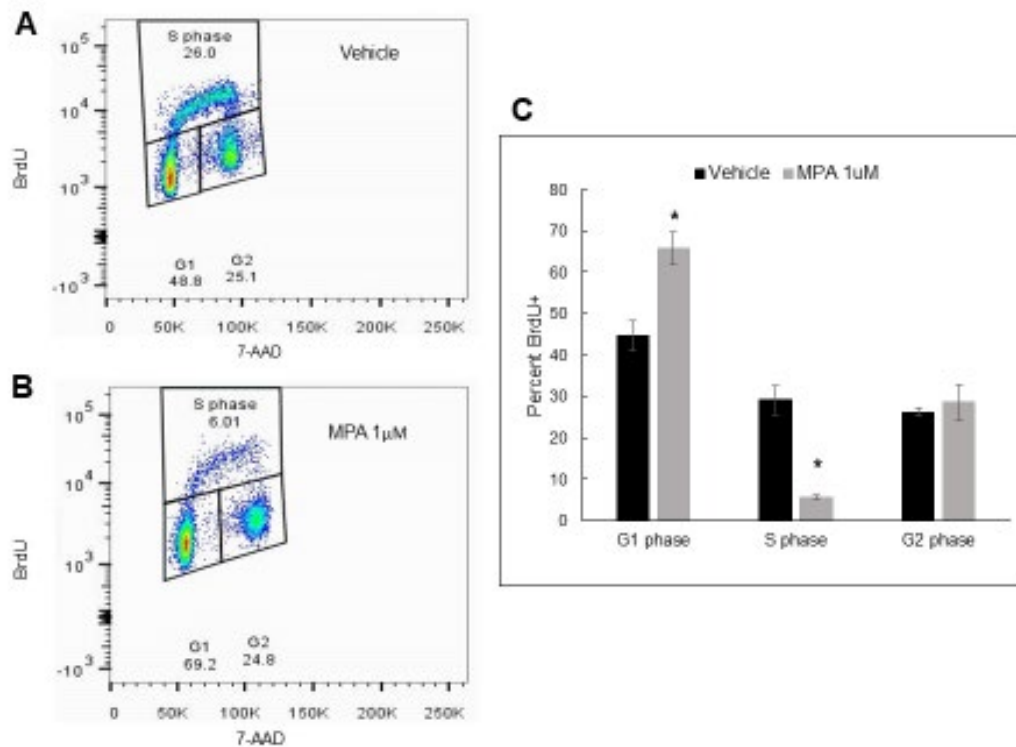 A
S phase
26.0
Vehicle
10^5
10^4
10^3
-10^3
BrdU
G1
48.8
G2
25.1
0 50K 100K 150K 200K 250K
7-AAD
B
S phase
6.01
MPA 1µM
10^5
10^4
10^3
-10^3
BrdU
G1
69.2
G2
24.8
0 50K 100K 150K 200K 250K
7-AAD
C
Vehicle MPA 1uM
80
70
60
50
40
30
20
10
0
Percent BrdU+
*
*
G1 phase S phase G2 phase